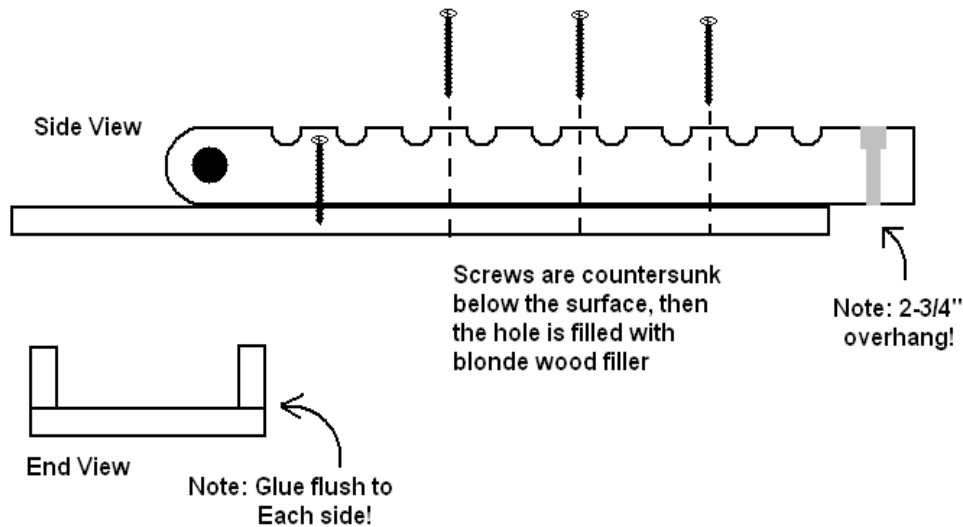 Side View
Screws are countersunk
below the surface, then
the hole is filled with
blonde wood filler
Note: 2-3/4"
overhang!
End View
Note: Glue flush to
Each side!